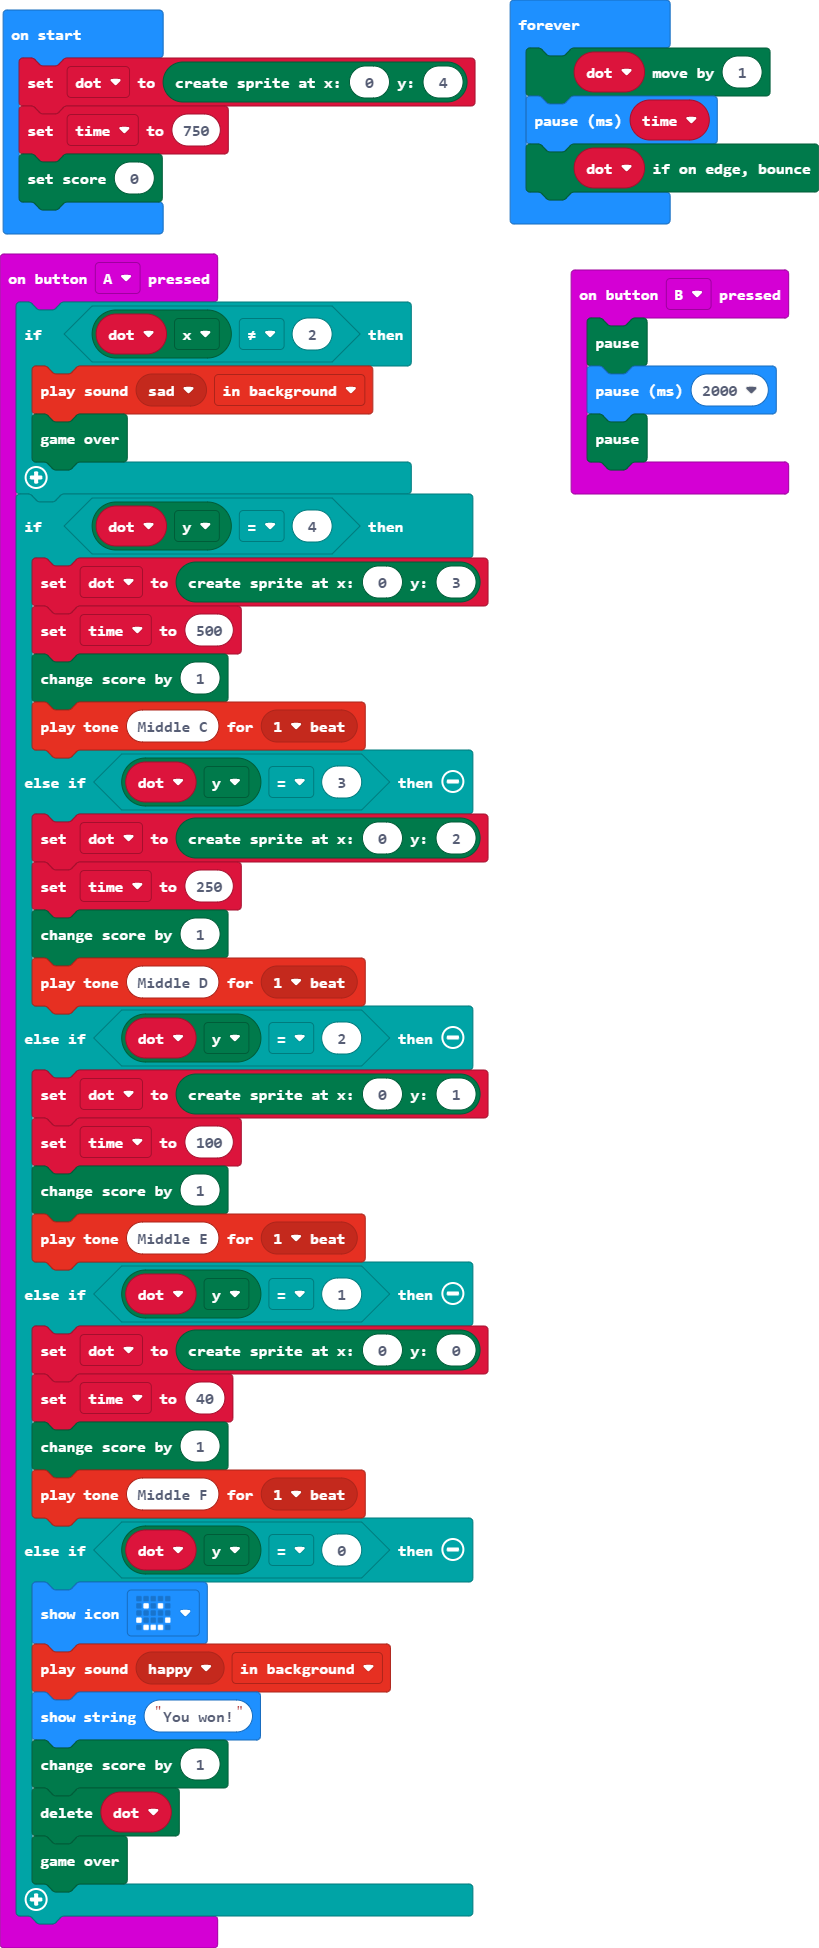 on start
set dot to create sprite at x: 0 y: 4
set time to 750
set score 0
forever
dot move by 1
pause (ms) time
dot if on edge, bounce
on button A pressed
if dot x ≠ 2 then
play sound sad in background
game over
if dot y = 4 then
set dot to create sprite at x: 0 y: 3
set time to 500
change score by 1
play tone Middle C for 1 beat
else if dot y = 3 then
set dot to create sprite at x: 0 y: 2
set time to 250
change score by 1
play tone Middle D for 1 beat
else if dot y = 2 then
set dot to create sprite at x: 0 y: 1
set time to 100
change score by 1
play tone Middle E for 1 beat
else if dot y = 1 then
set dot to create sprite at x: 0 y: 0
set time to 40
change score by 1
play tone Middle F for 1 beat
else if dot y = 0 then
show icon
play sound happy in background
show string "You won!"
change score by 1
delete dot
game over
on button B pressed
pause
pause (ms) 2000
pause